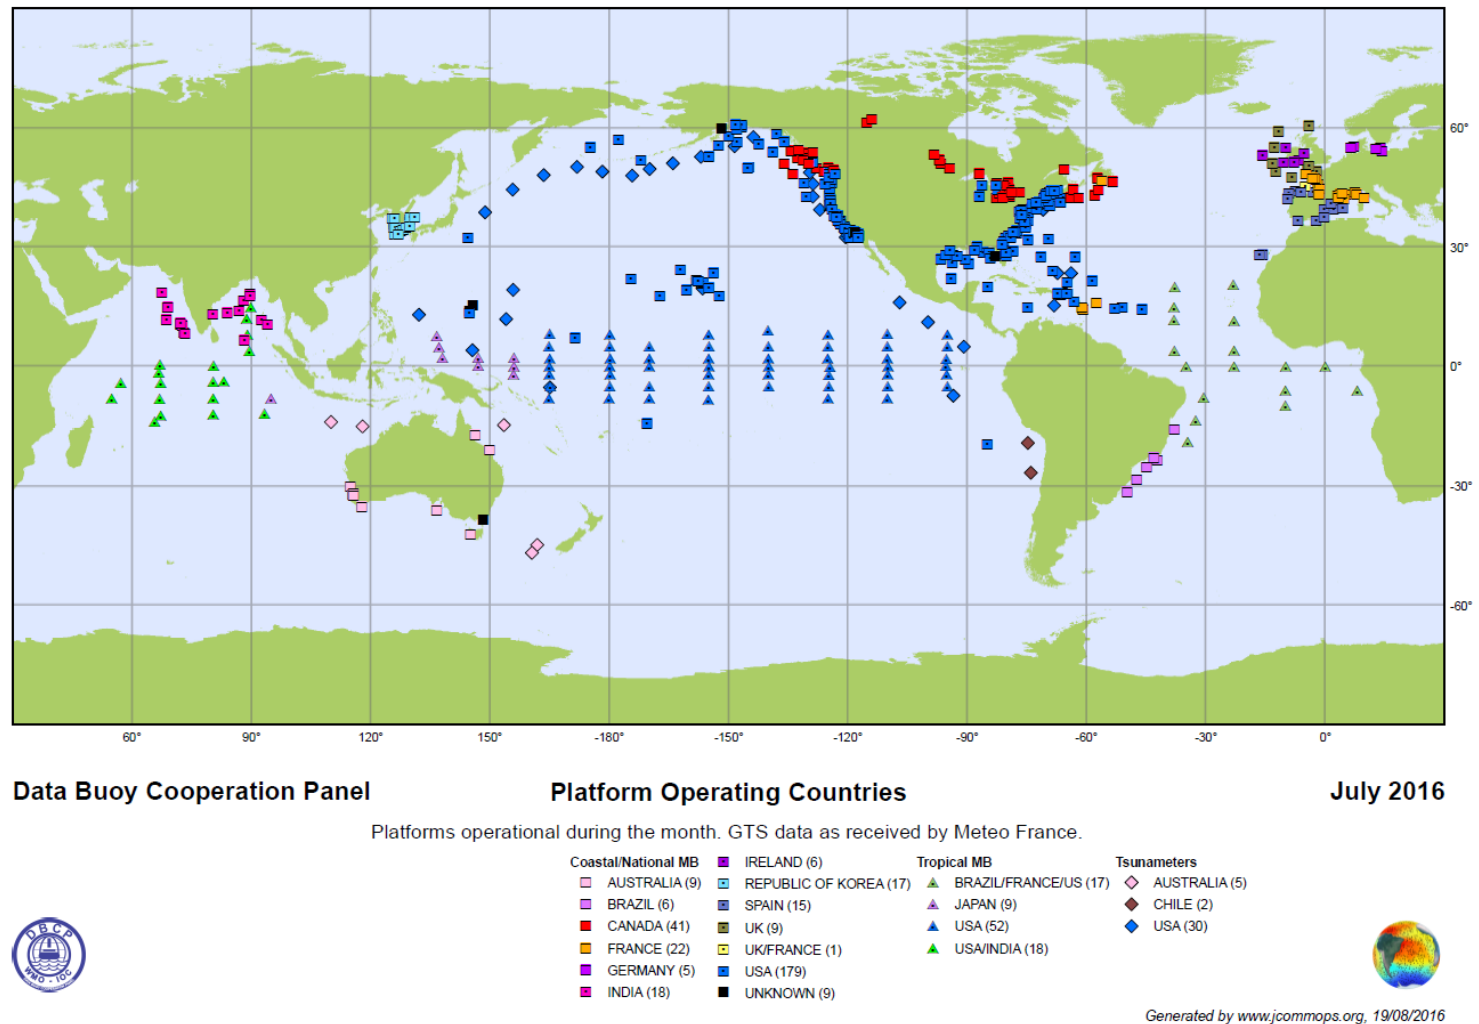 60°
30°
0°
-30°
-60°
60°
90°
120°
150°
-180°
-150°
-120°
-90°
-60°
-30°
0°
Data Buoy Cooperation Panel
Platform Operating Countries
July 2016
Platforms operational during the month. GTS data as received by Meteo France.
Coastal/National MB
AUSTRALIA (9)
BRAZIL (6)
CANADA (41)
FRANCE (22)
GERMANY (5)
INDIA (18)
IRELAND (6)
REPUBLIC OF KOREA (17)
SPAIN (15)
UK (9)
UK/FRANCE (1)
USA (179)
UNKNOWN (9)
Tropical MB
BRAZIL/FRANCE/US (17)
JAPAN (9)
USA (52)
USA/INDIA (18)
Tsunameters
AUSTRALIA (5)
CHILE (2)
USA (30)
DBCP
WMO - IOC
Generated by www.jcommops.org, 19/08/2016